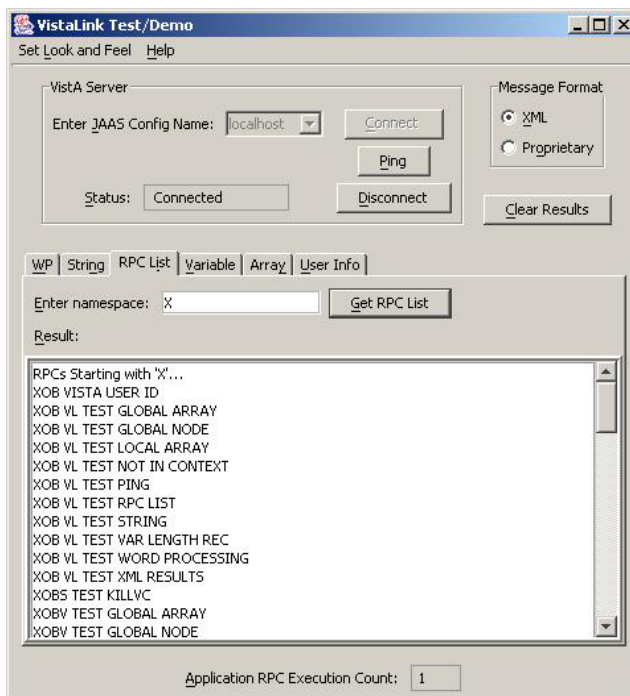 VistaLink Test/Demo
Set Look and Feel Help
VistA Server
Enter JAAS Config Name: localhost Connect
Ping
Status: Connected Disconnect
Message Format
XML
Proprietary
Clear Results
WP String RPC List Variable Array User Info
Enter namespace: X Get RPC List
Result:
RPCs Starting with 'X'...
XOB VISTA USER ID
XOB VL TEST GLOBAL ARRAY
XOB VL TEST GLOBAL NODE
XOB VL TEST LOCAL ARRAY
XOB VL TEST NOT IN CONTEXT
XOB VL TEST PING
XOB VL TEST RPC LIST
XOB VL TEST STRING
XOB VL TEST VAR LENGTH REC
XOB VL TEST WORD PROCESSING
XOB VL TEST XML RESULTS
XOBS TEST KILLVC
XOBV TEST GLOBAL ARRAY
XOBV TEST GLOBAL NODE
Application RPC Execution Count: 1